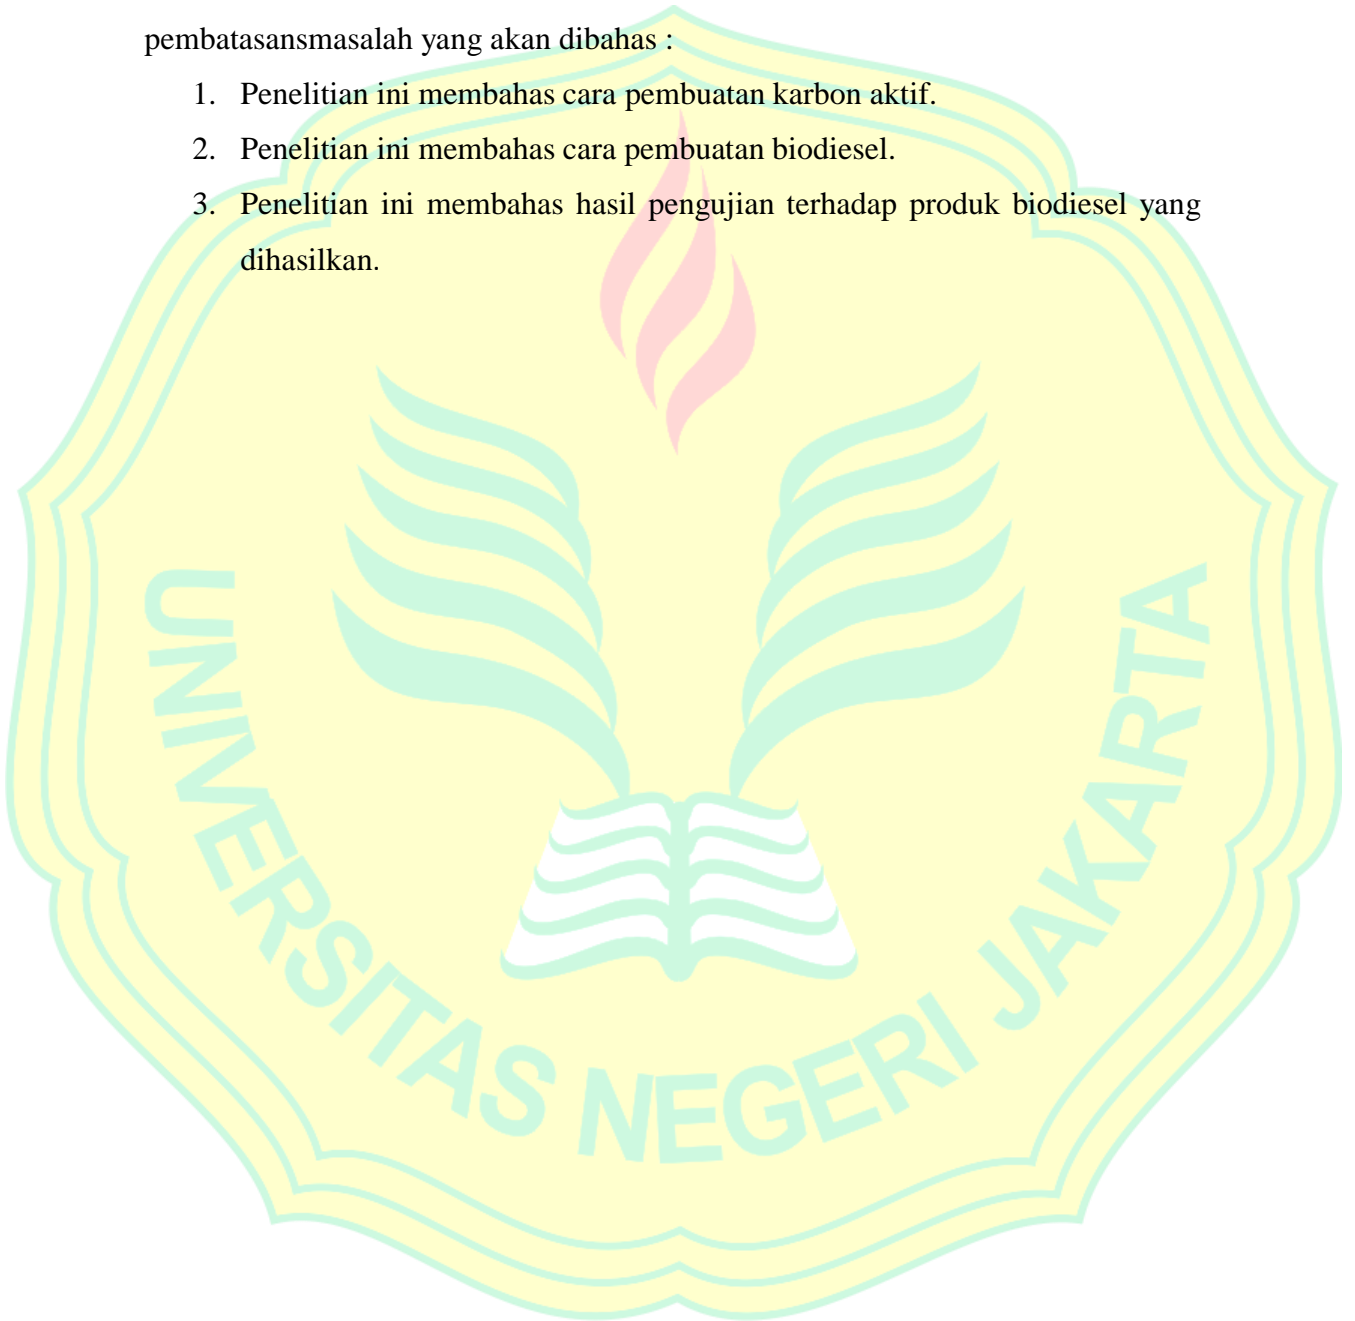 pembatasansmasalah yang akan dibahas :
1. Penelitian ini membahas cara pembuatan karbon aktif.
2. Penelitian ini membahas cara pembuatan biodiesel.
3. Penelitian ini membahas hasil pengujian terhadap produk biodiesel yang
dihasilkan.
UNIVERSITAS NEGERI JAKARTA